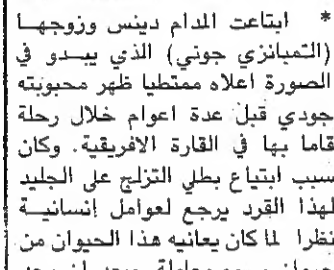 * ابتاعت المدام دينس وزوجها
(التمبانزي جوني) الذي يبدو في
الصورة اعلاه ممتطيا ظهر محبوبته
جودي قبل عدة اعوام خلال رحلة
قاما بها في القارة الافريقية. وكان
سبب ابتياع بطلي التزلج على الجليد
لهذا القرد يرجع لعوامل إنسانية
نظرا لما كان يعانيه هذا الحيوان من